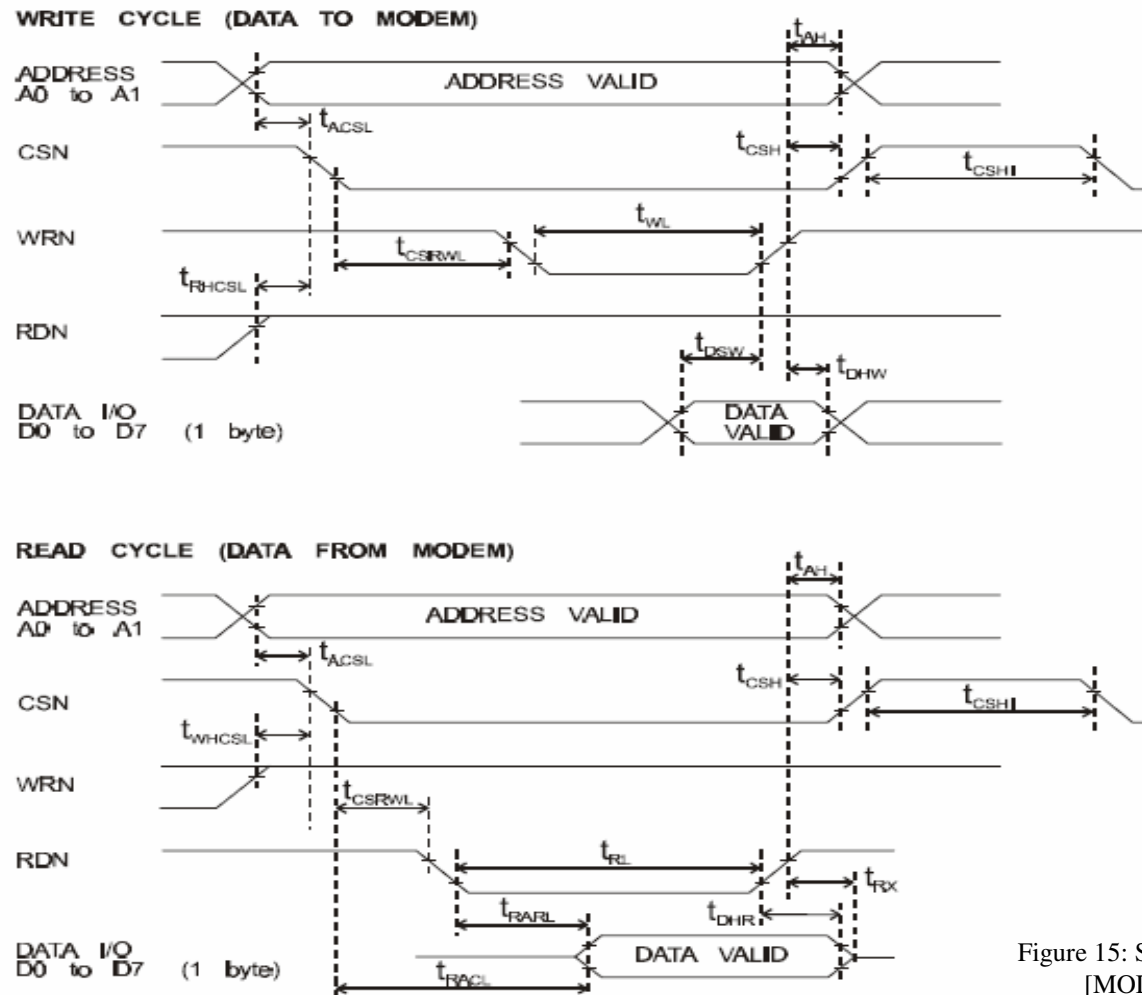 WRITE CYCLE (DATA TO MODEM)
tAH
ADDRESS
A0 to A1
ADDRESS VALID
tACSL
CSN
tCSH
tCSHI
WRN
tWL
tCSRWL
tRHCSL
RDN
tDSW
tDHW
DATA I/O
D0 to D7 (1 byte)
DATA
VALID
READ CYCLE (DATA FROM MODEM)
tAH
ADDRESS
A0 to A1
ADDRESS VALID
tACSL
CSN
tCSH
tCSHI
tWHCSL
WRN
tCSRWL
RDN
tRL
tRX
tRARL
tDHR
DATA I/O
D0 to D7 (1 byte)
DATA VALID
tRACL
Figure 15: S
[MO